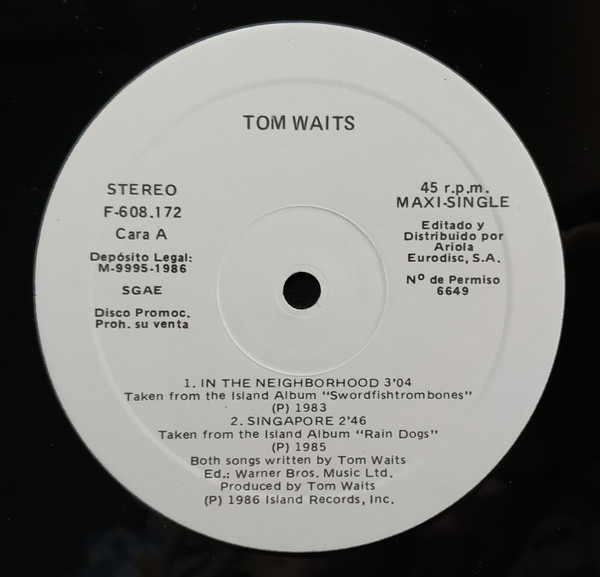 TOM WAITS
STEREO
F-608.172
Cara A
Depósito Legal:
M-9995-1986
SGAE
Disco Promoc.
Proh. su venta
45 r.p.m.
MAXI-SINGLE
Editado y
Distribuido por
Ariola
Eurodisc, S.A.
Nº de Permiso
6649
1. IN THE NEIGHBORHOOD 3'04
Taken from the Island Album "Swordfishtrombones"
(P) 1983
2. SINGAPORE 2'46
Taken from the Island Album "Rain Dogs"
(P) 1985
Both songs written by Tom Waits
Ed.: Warner Bros. Music Ltd.
Produced by Tom Waits
(P) 1986 Island Records, Inc.